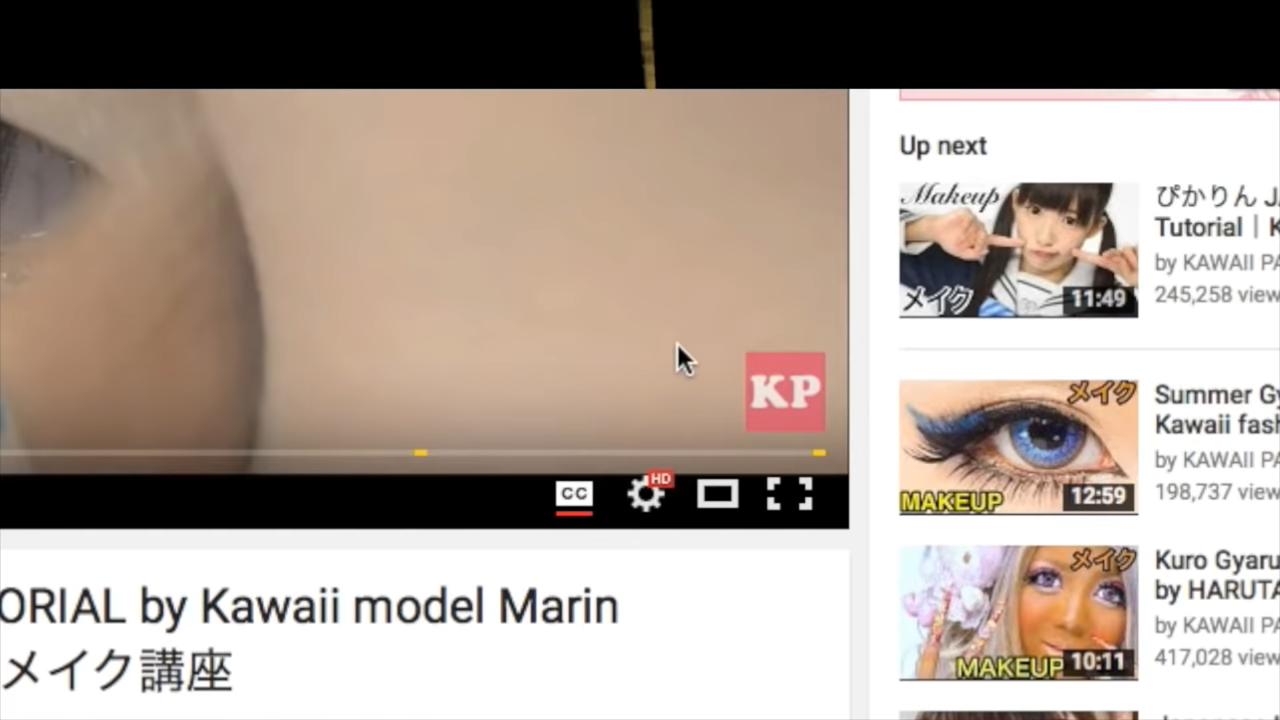 KP
CC
HD
ORIAL by Kawaii model Marin
メイク講座
Up next
Makeup
メイク
11:49
ぴかりん J
Tutorial | K
by KAWAII PA
245,258 view
メイク
MAKEUP
12:59
Summer Gy
Kawaii fash
by KAWAII PA
198,737 view
メイク
MAKEUP
10:11
Kuro Gyaru
by HARUTA
by KAWAII PA
417,028 view